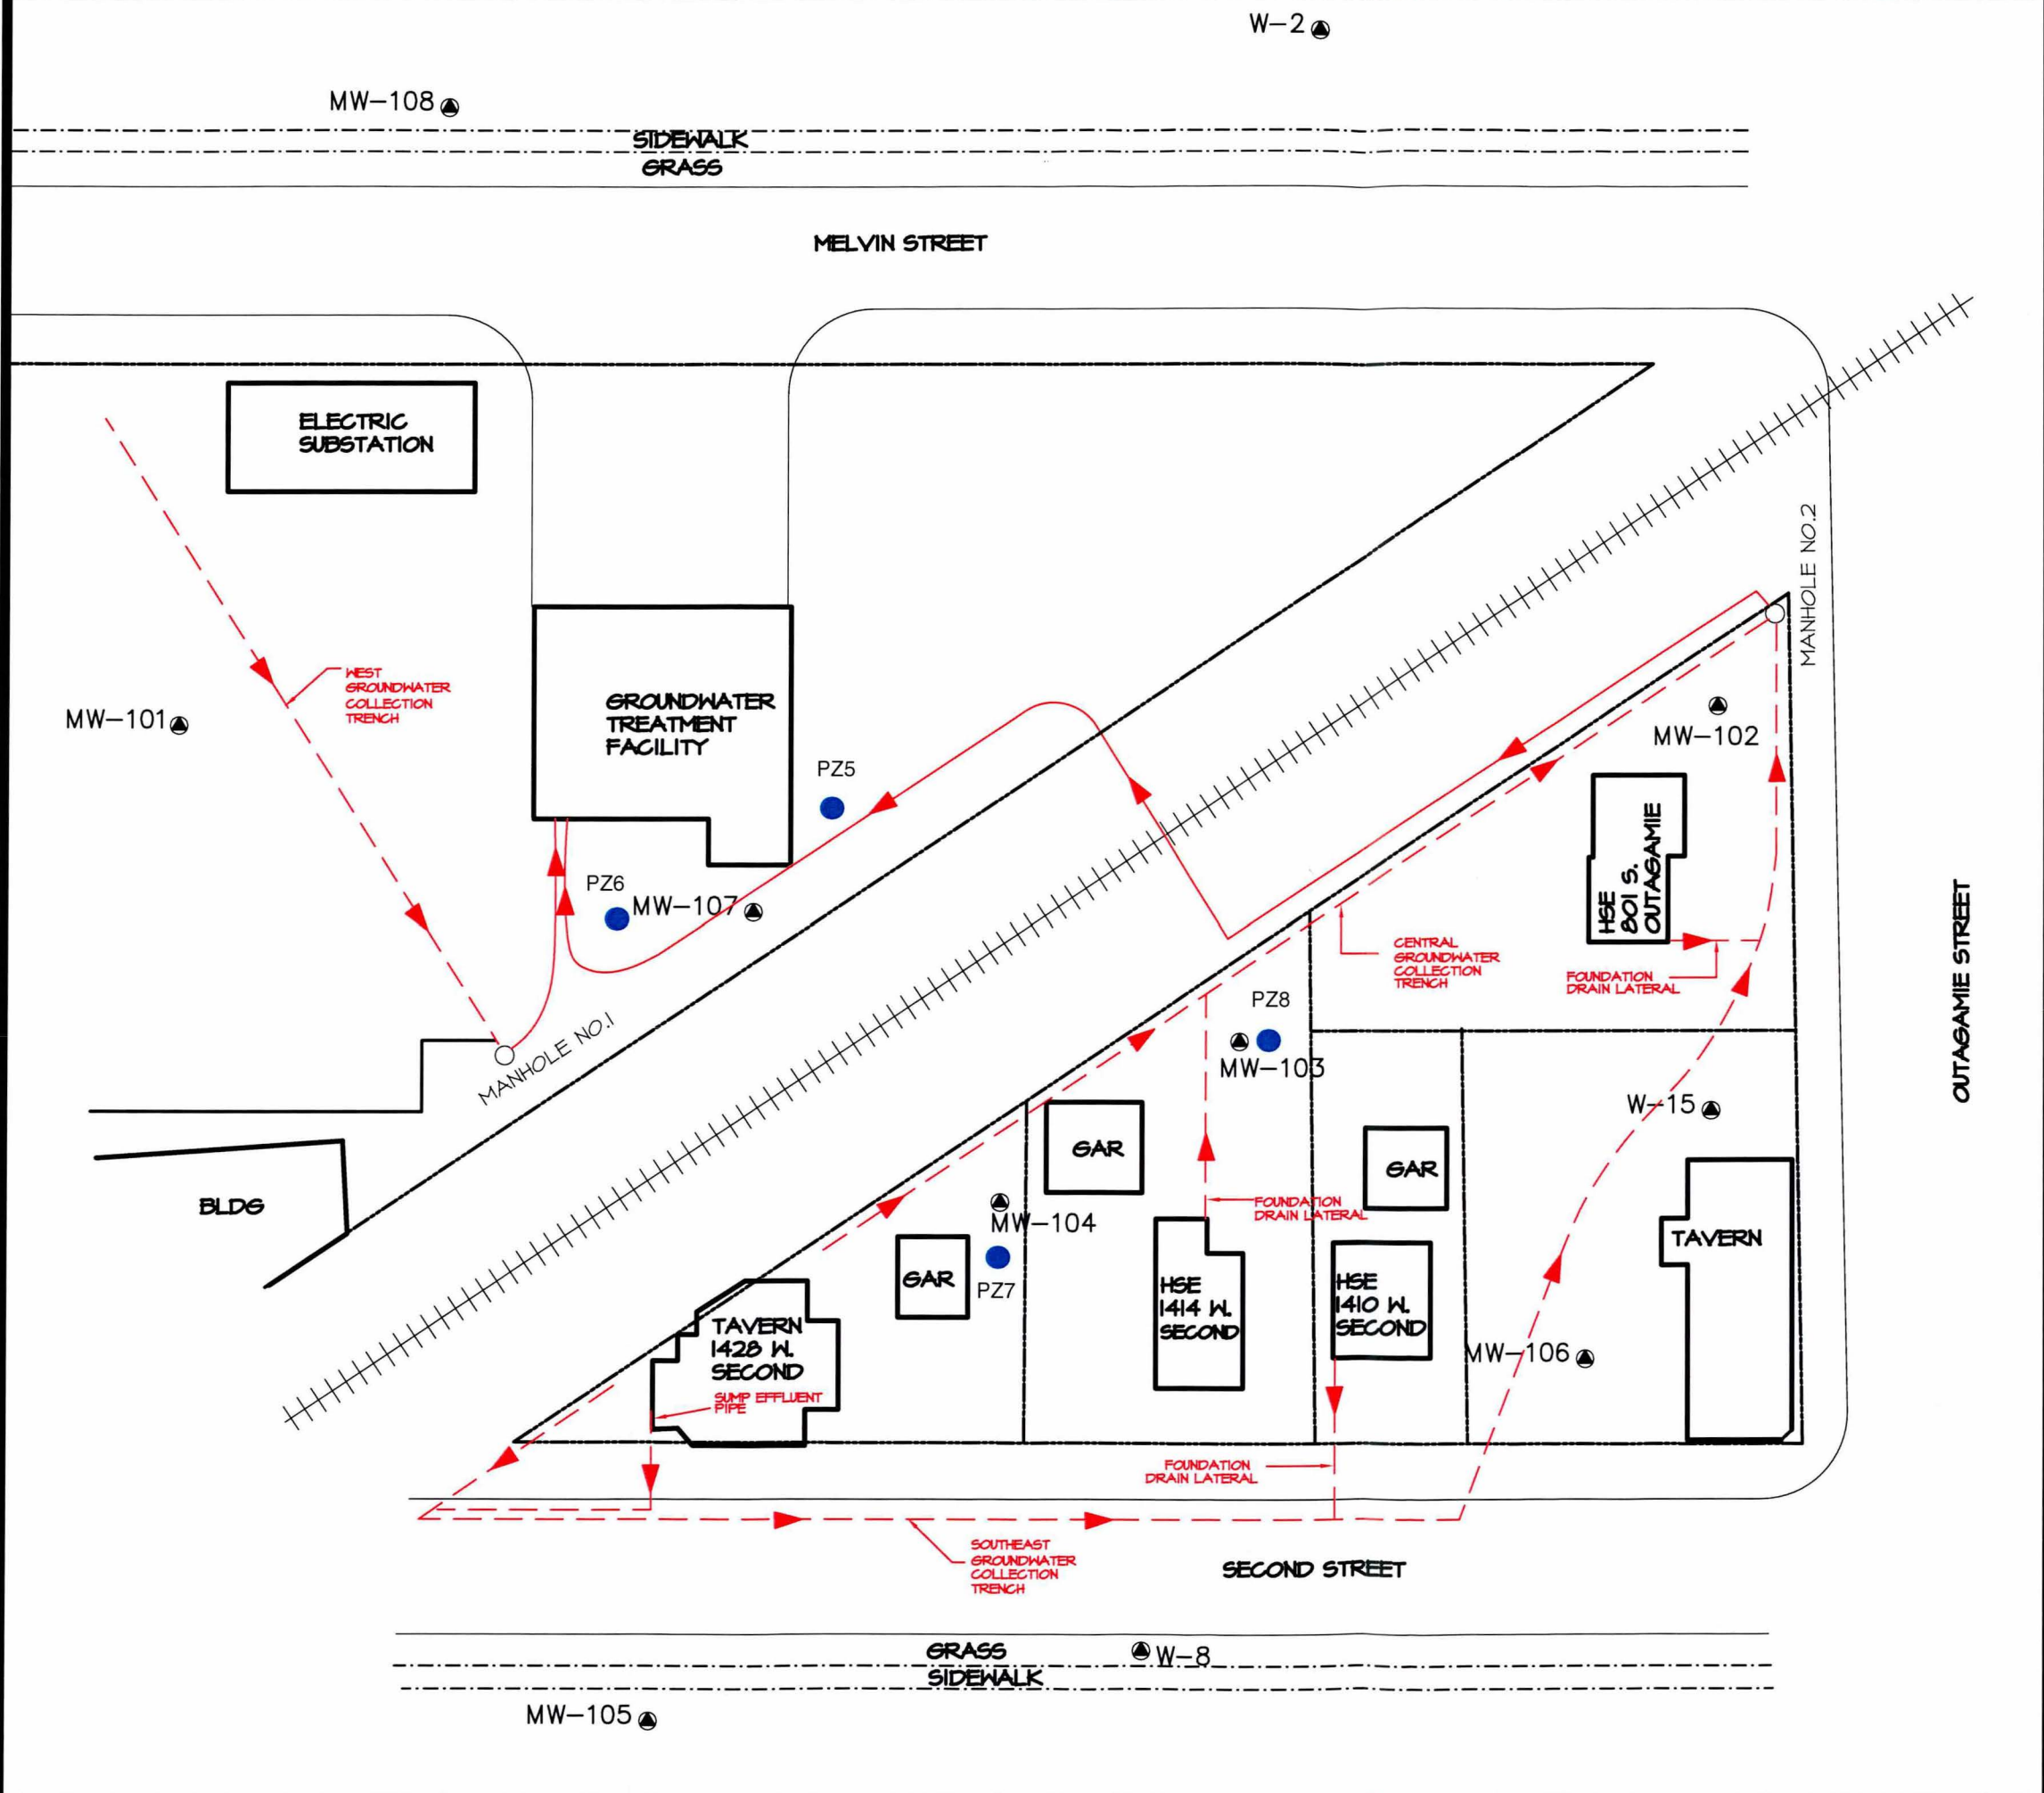 W-2
MW-108
SIDEWALK
GRASS
MELVIN STREET
ELECTRIC
SUBSTATION
MANHOLE NO.2
WEST
GROUNDWATER
COLLECTION
TRENCH
MW-101
GROUNDWATER
TREATMENT
FACILITY
MW-102
PZ5
HSE
801 S.
OUTAGAMIE
PZ6
MW-107
OUTAGAMIE STREET
CENTRAL
GROUNDWATER
COLLECTION
TRENCH
FOUNDATION
DRAIN LATERAL
PZ8
MW-103
MANHOLE NO.1
W-15
GAR
GAR
BLDG
FOUNDATION
DRAIN LATERAL
MW-104
TAVERN
GAR
PZ7
HSE
1414 W.
SECOND
HSE
1410 W.
SECOND
TAVERN
1428 W.
SECOND
MW-106
SUMP EFFLUENT
PIPE
FOUNDATION
DRAIN LATERAL
SOUTHEAST
GROUNDWATER
COLLECTION
TRENCH
SECOND STREET
GRASS
SIDEWALK
W-8
MW-105